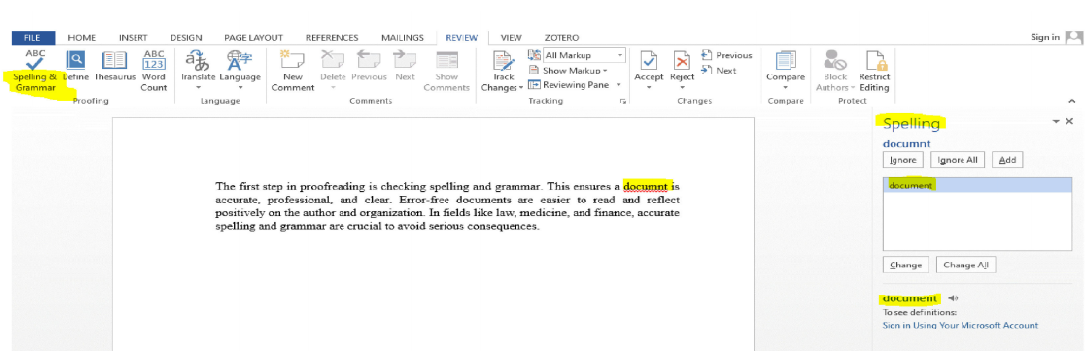 FILE HOME INSERT DESIGN PAGE LAYOUT REFERENCES MAILINGS REVIEW VIEW ZOTERO Sign in
ABC Spelling & Grammar
Define
Thesaurus
ABC 123 Word Count
Translate
Language
New Comment
Delete
Previous
Next
Show Comments
Track Changes
All Markup
Show Markup
Reviewing Pane
Accept
Reject
Previous
Next
Compare
Block Authors
Restrict Editing
Proofing Language Comments Tracking Changes Compare Protect
The first step in proofreading is checking spelling and grammar. This ensures a documnt is
accurate, professional, and clear. Error-free documents are easier to read and reflect
positively on the author and organization. In fields like law, medicine, and finance, accurate
spelling and grammar are crucial to avoid serious consequences.
Spelling
documnt
Ignore Ignore All Add
document
Change Change All
document
To see definitions:
Sign in Using Your Microsoft Account